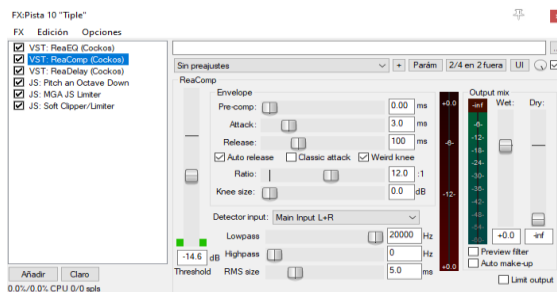 FX:Pista 10 "Tiple"
FX Edición Opciones
VST: ReaEQ (Cockos)
VST: ReaComp (Cockos)
VST: ReaDelay (Cockos)
JS: Pitch an Octave Down
JS: MGA JS Limiter
JS: Soft Clipper/Limiter
Añadir Claro
0.0%/0.0% CPU 0/0 spls
Sin preajustes + Parám 2/4 en 2 fuera UI
ReaComp
Envelope
Pre-comp: 0.00 ms
Attack: 3.0 ms
Release: 100 ms
Auto release Classic attack Weird knee
Ratio: 12.0 :1
Knee size: 0.0 dB
Detector input: Main Input L+R
Lowpass 20000 Hz
Highpass 0 Hz
RMS size 5.0 ms
-14.6 dB
Threshold
+0.0
-6-
-12-
+0.0
Output mix
Wet: Dry:
-inf
-6-
-12-
-18-
-24-
-30-
-36-
-42-
-48-
-54-
+0.0 -inf
Preview filter
Auto make-up
Limit output